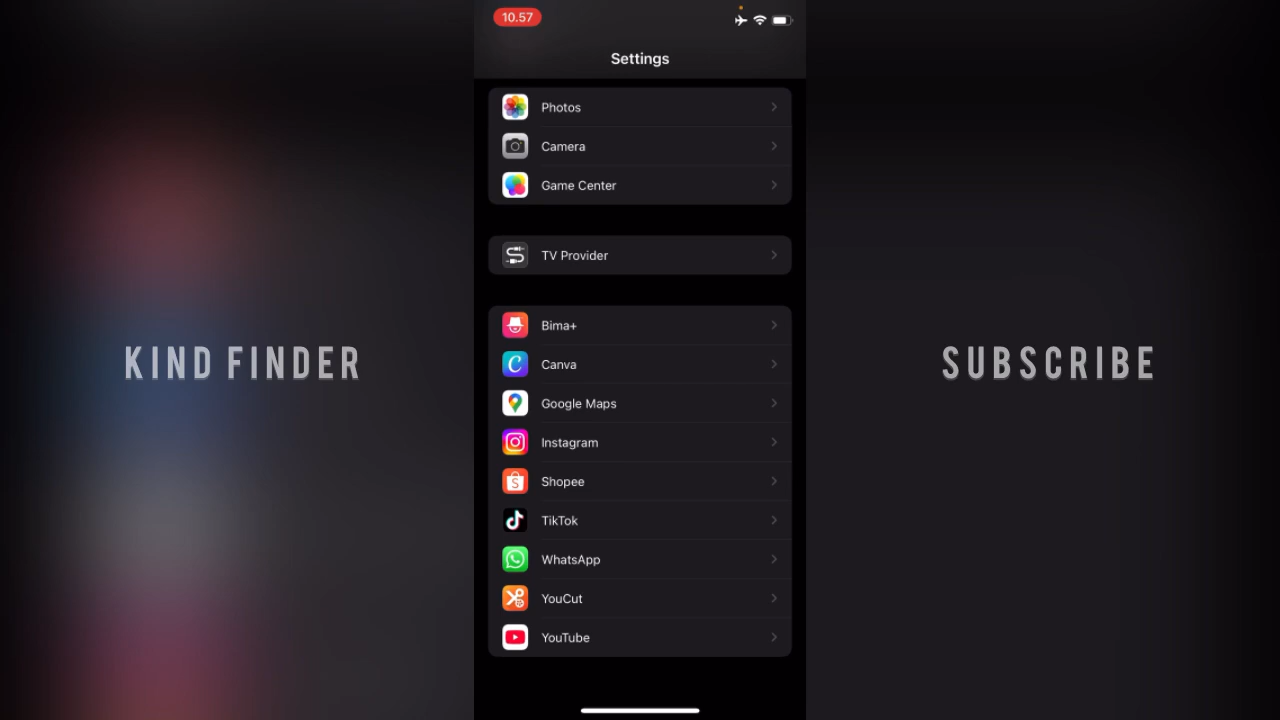 10.57
Settings
Photos
Camera
Game Center
TV Provider
Bima+
Canva
Google Maps
Instagram
Shopee
TikTok
WhatsApp
YouCut
YouTube
KIND FINDER
SUBSCRIBE